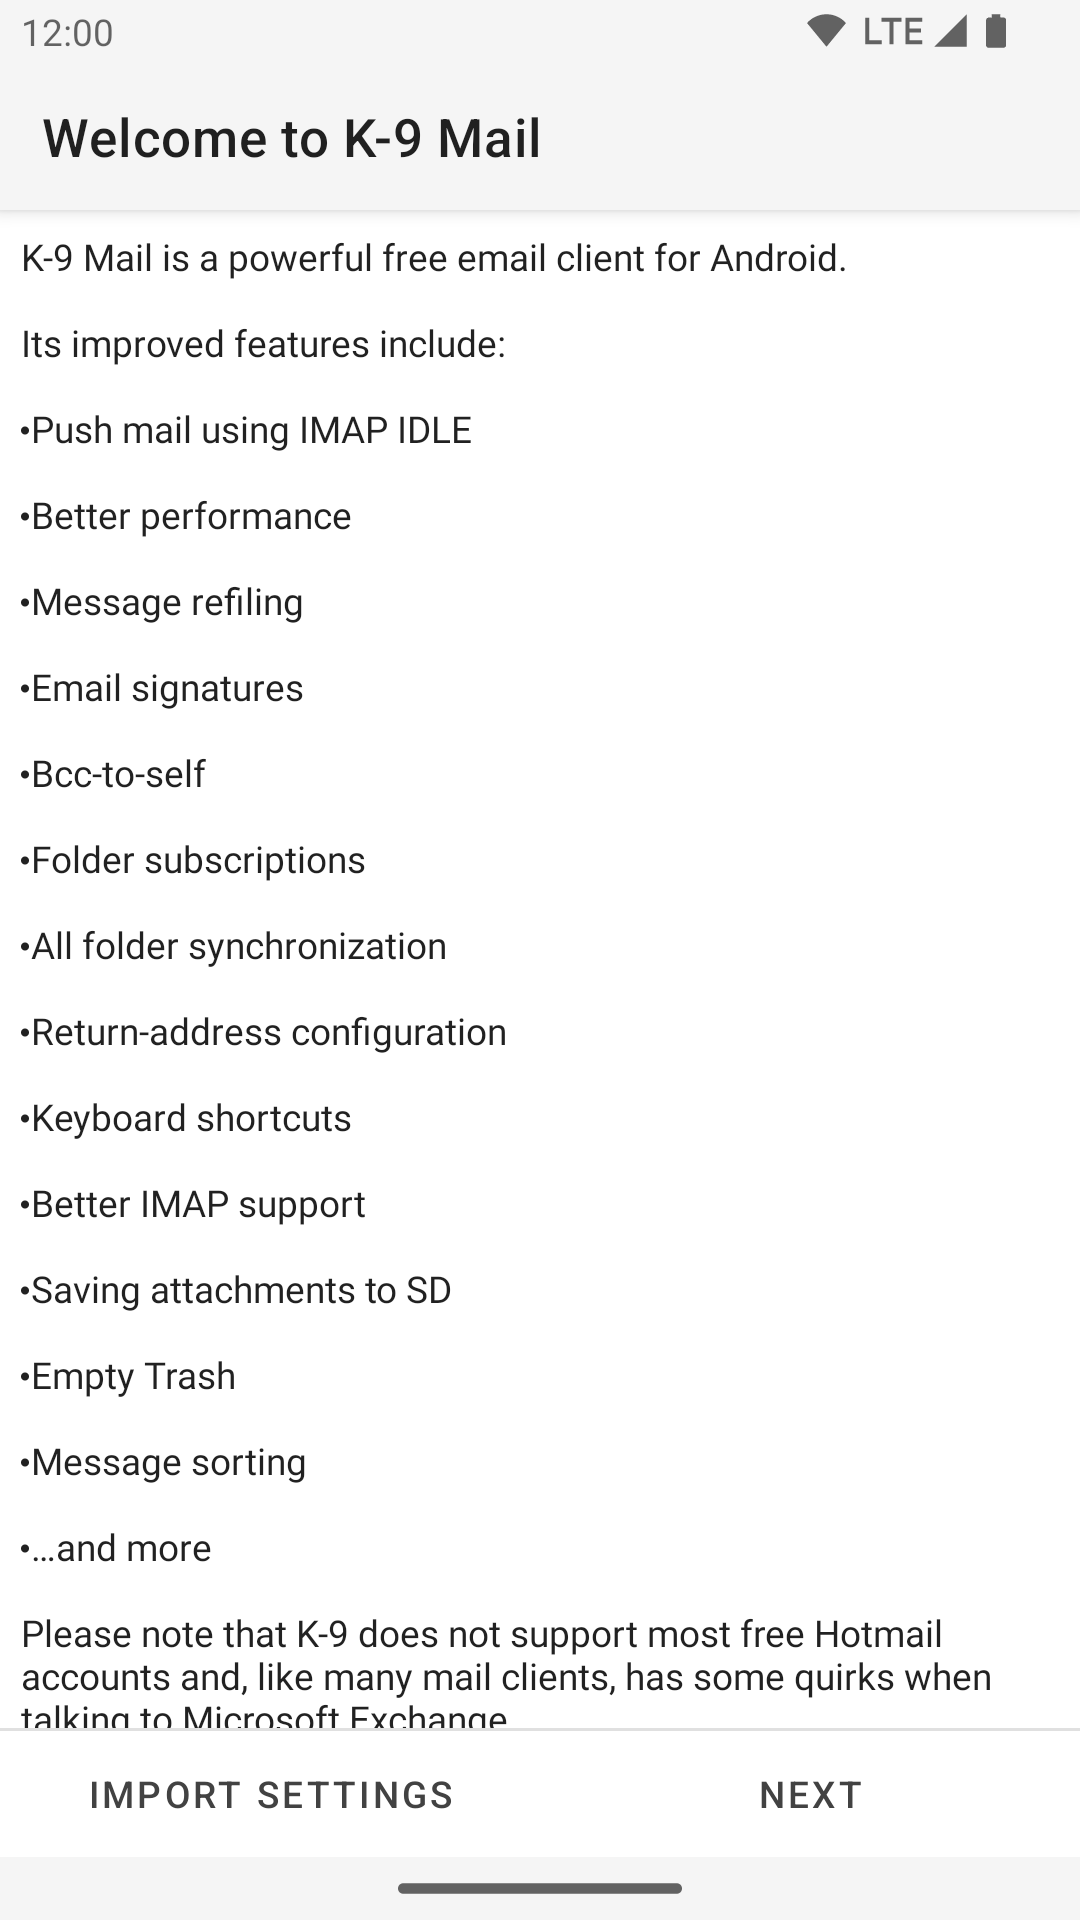 12:00 LTE
Welcome to K-9 Mail
K-9 Mail is a powerful free email client for Android.
Its improved features include:
•Push mail using IMAP IDLE
•Better performance
•Message refiling
•Email signatures
•Bcc-to-self
•Folder subscriptions
•All folder synchronization
•Return-address configuration
•Keyboard shortcuts
•Better IMAP support
•Saving attachments to SD
•Empty Trash
•Message sorting
•…and more
Please note that K-9 does not support most free Hotmail
accounts and, like many mail clients, has some quirks when
talking to Microsoft Exchange
IMPORT SETTINGS NEXT